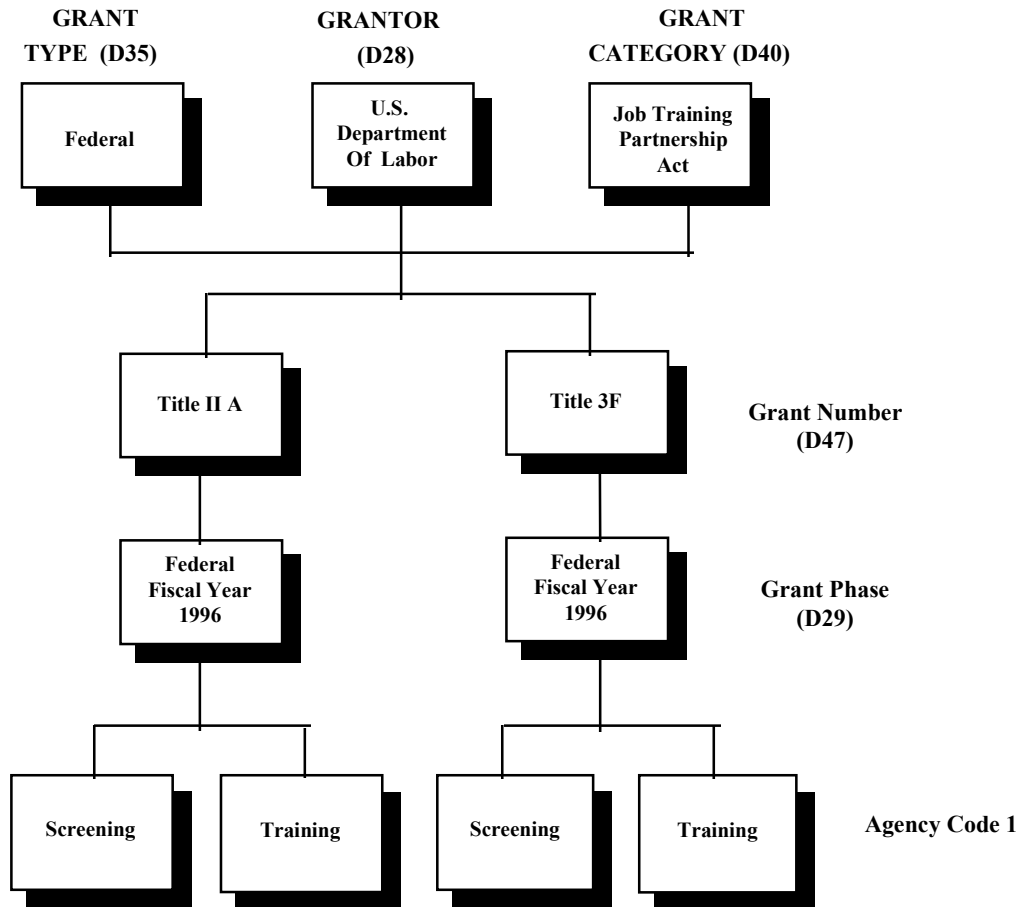 GRANT
TYPE (D35)
GRANTOR
(D28)
GRANT
CATEGORY (D40)
Federal
U.S.
Department
Of Labor
Job Training
Partnership
Act
Title II A
Title 3F
Grant Number
(D47)
Federal
Fiscal Year
1996
Federal
Fiscal Year
1996
Grant Phase
(D29)
Screening
Training
Screening
Training
Agency Code 1